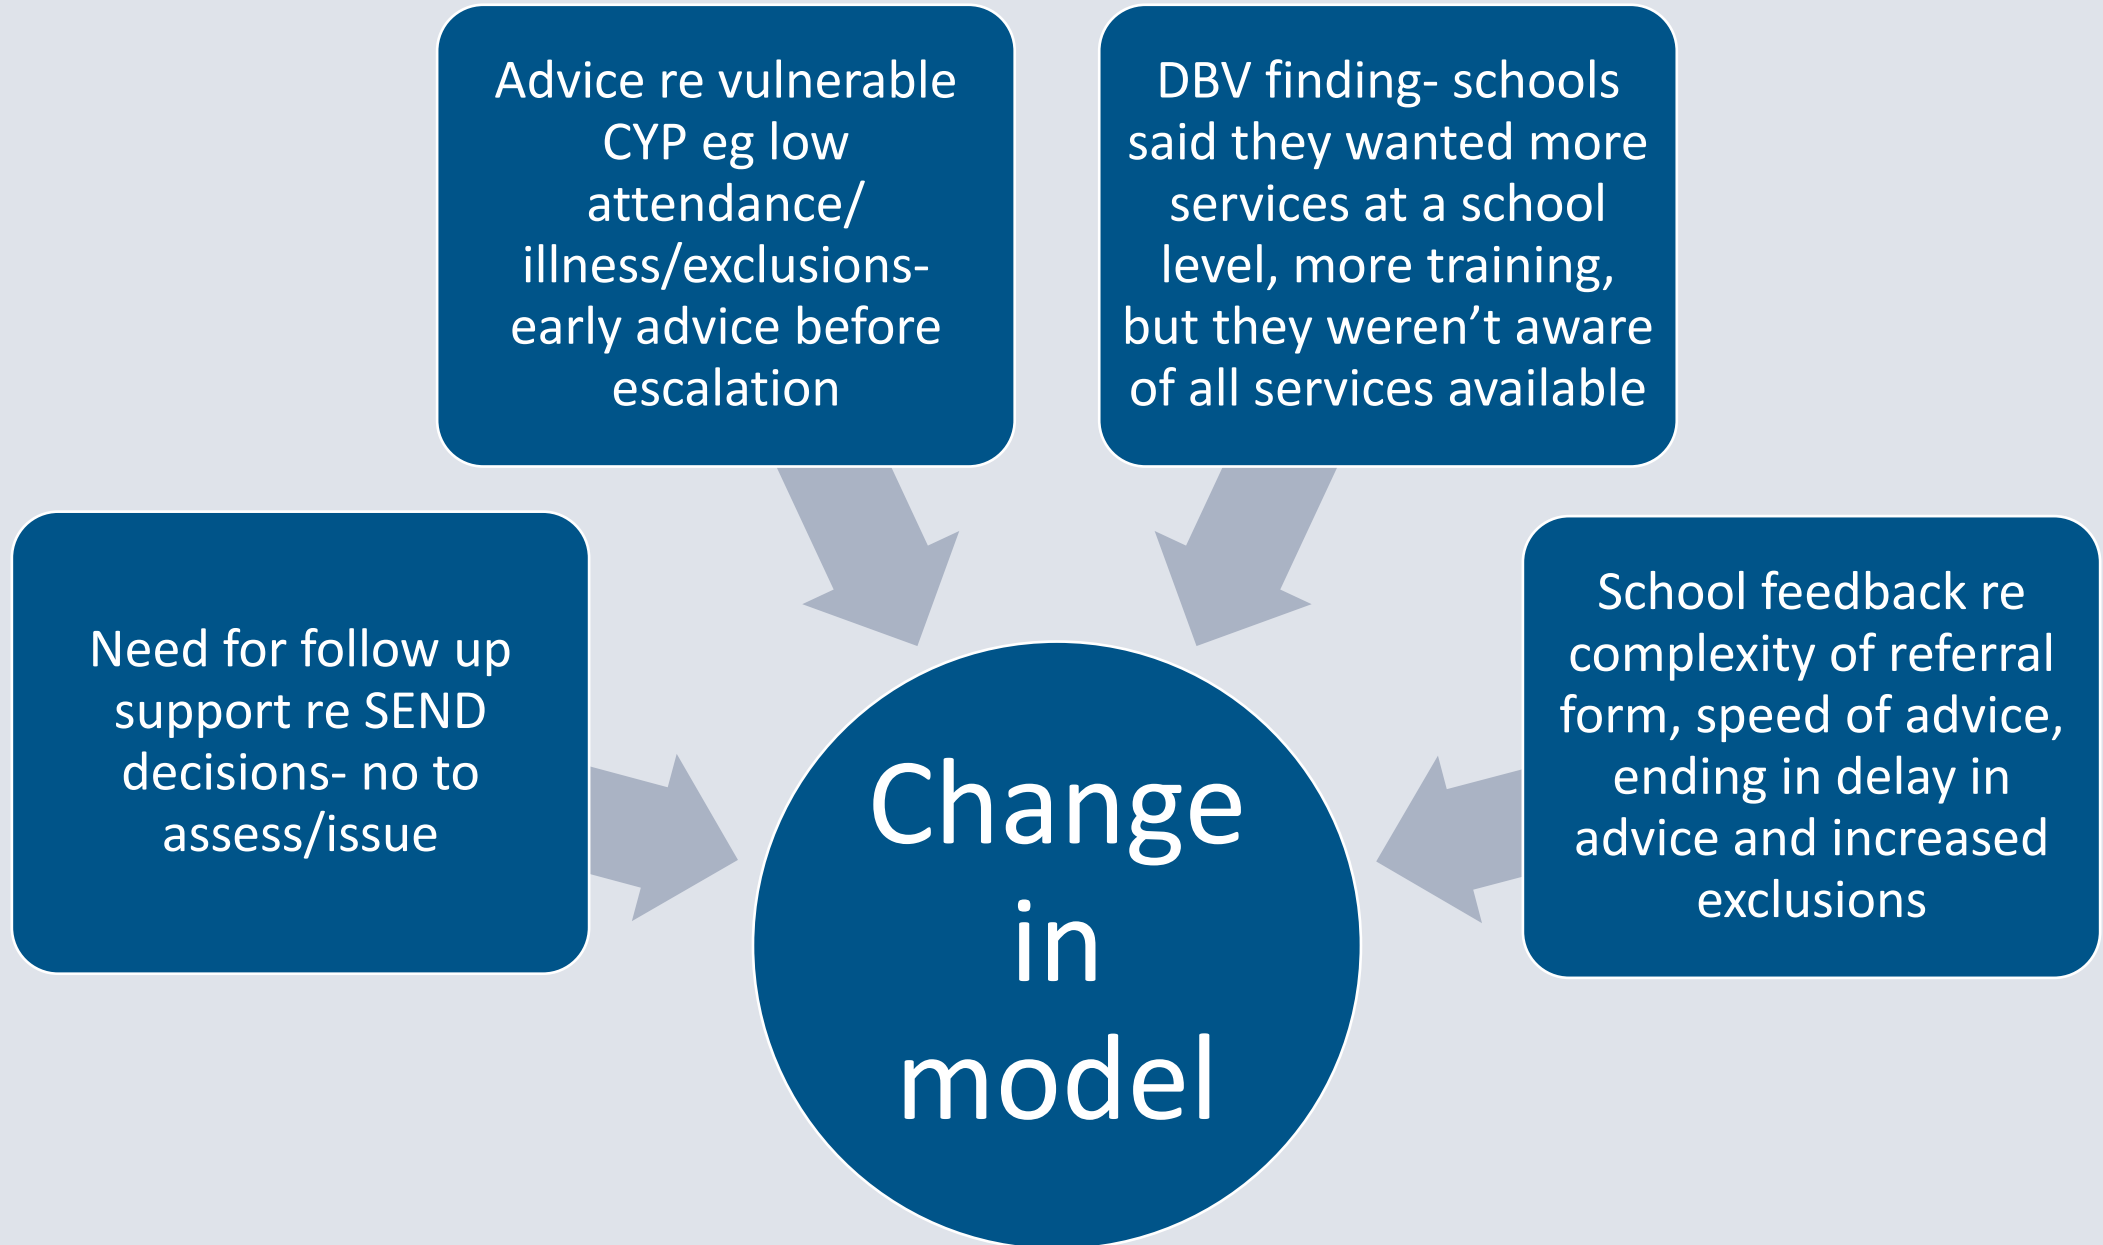 Advice re vulnerable
CYP eg low
attendance/
illness/exclusions-
early advice before
escalation
DBV finding- schools
said they wanted more
services at a school
level, more training,
but they weren’t aware
of all services available
Need for follow up
support re SEND
decisions- no to
assess/issue
School feedback re
complexity of referral
form, speed of advice,
ending in delay in
advice and increased
exclusions
Change
in
model